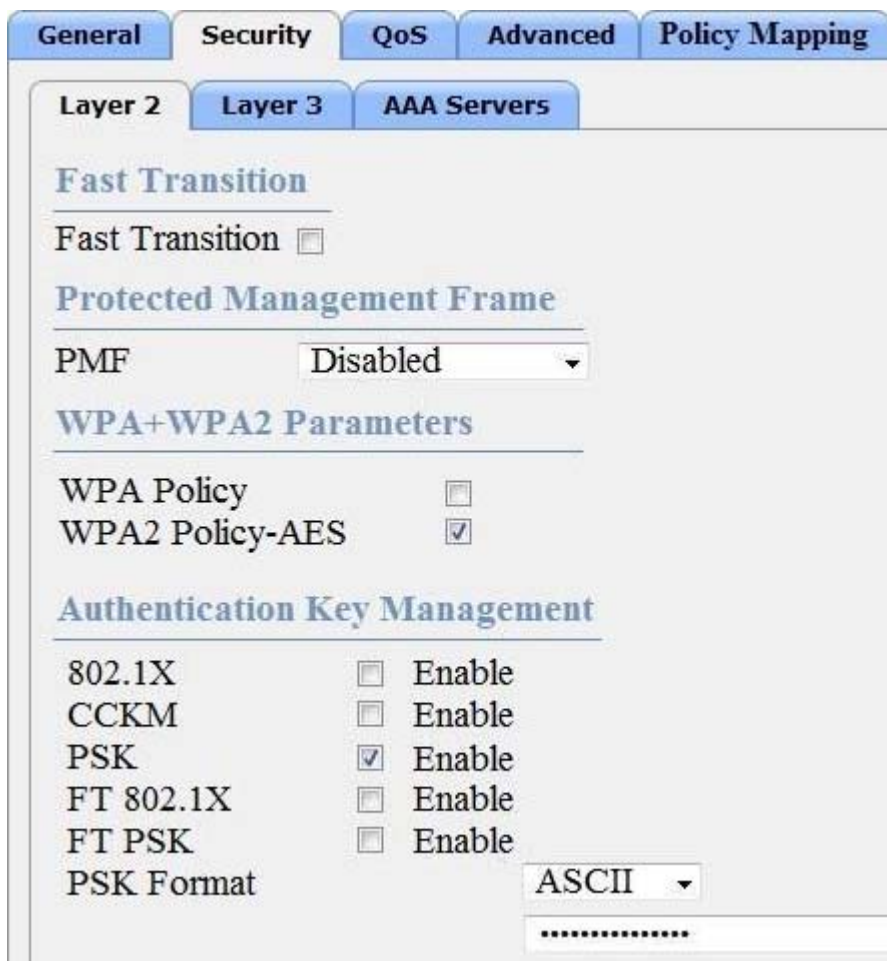 General Security QoS Advanced Policy Mapping
Layer 2 Layer 3 AAA Servers
Fast Transition
Fast Transition
Protected Management Frame
PMF Disabled
WPA+WPA2 Parameters
WPA Policy
WPA2 Policy-AES
Authentication Key Management
802.1X Enable
CCKM Enable
PSK Enable
FT 802.1X Enable
FT PSK Enable
PSK Format ASCII
•••••••••••••••